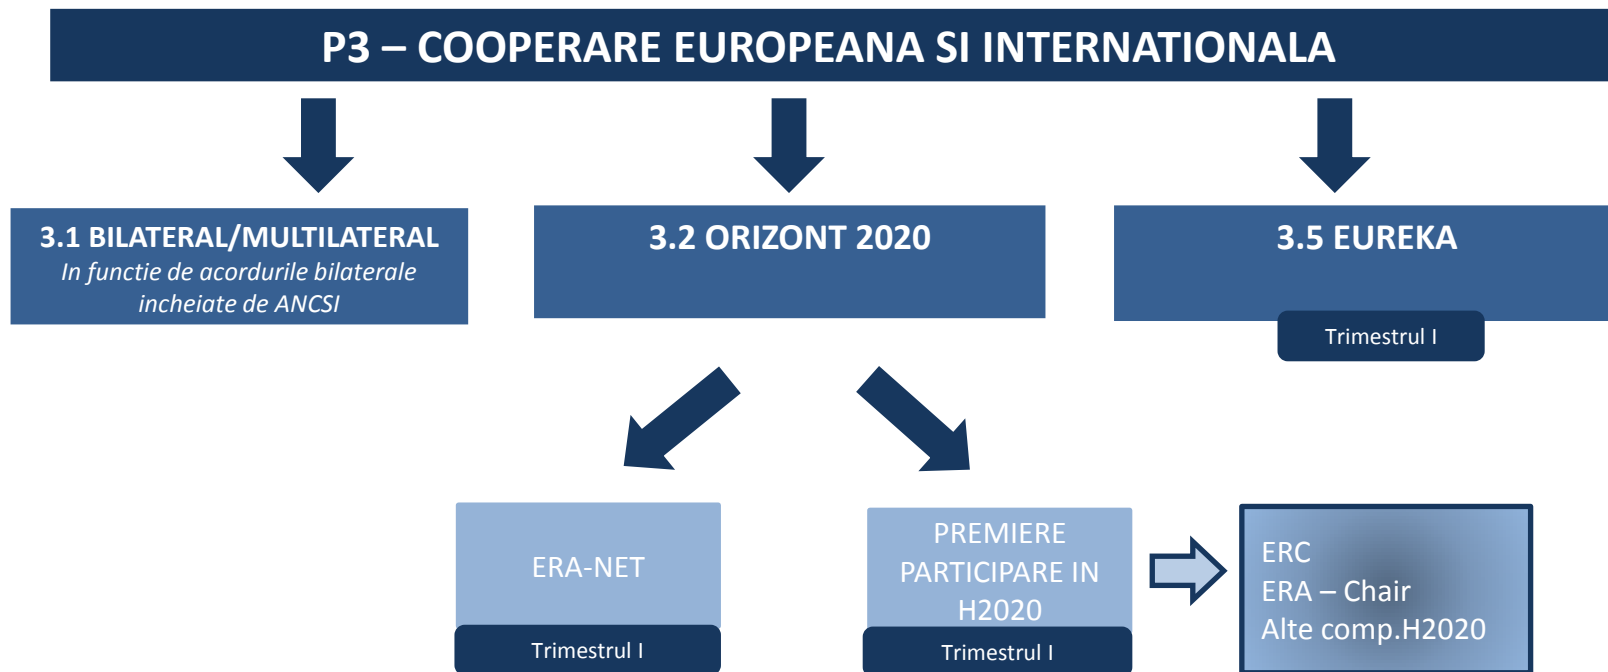 P3 – COOPERARE EUROPEANA SI INTERNATIONALA
3.1 BILATERAL/MULTILATERAL
In functie de acordurile bilaterale
incheiate de ANCSI
3.2 ORIZONT 2020
3.5 EUREKA
Trimestrul I
ERA-NET
Trimestrul I
PREMIERE
PARTICIPARE IN
H2020
Trimestrul I
ERC
ERA – Chair
Alte comp.H2020